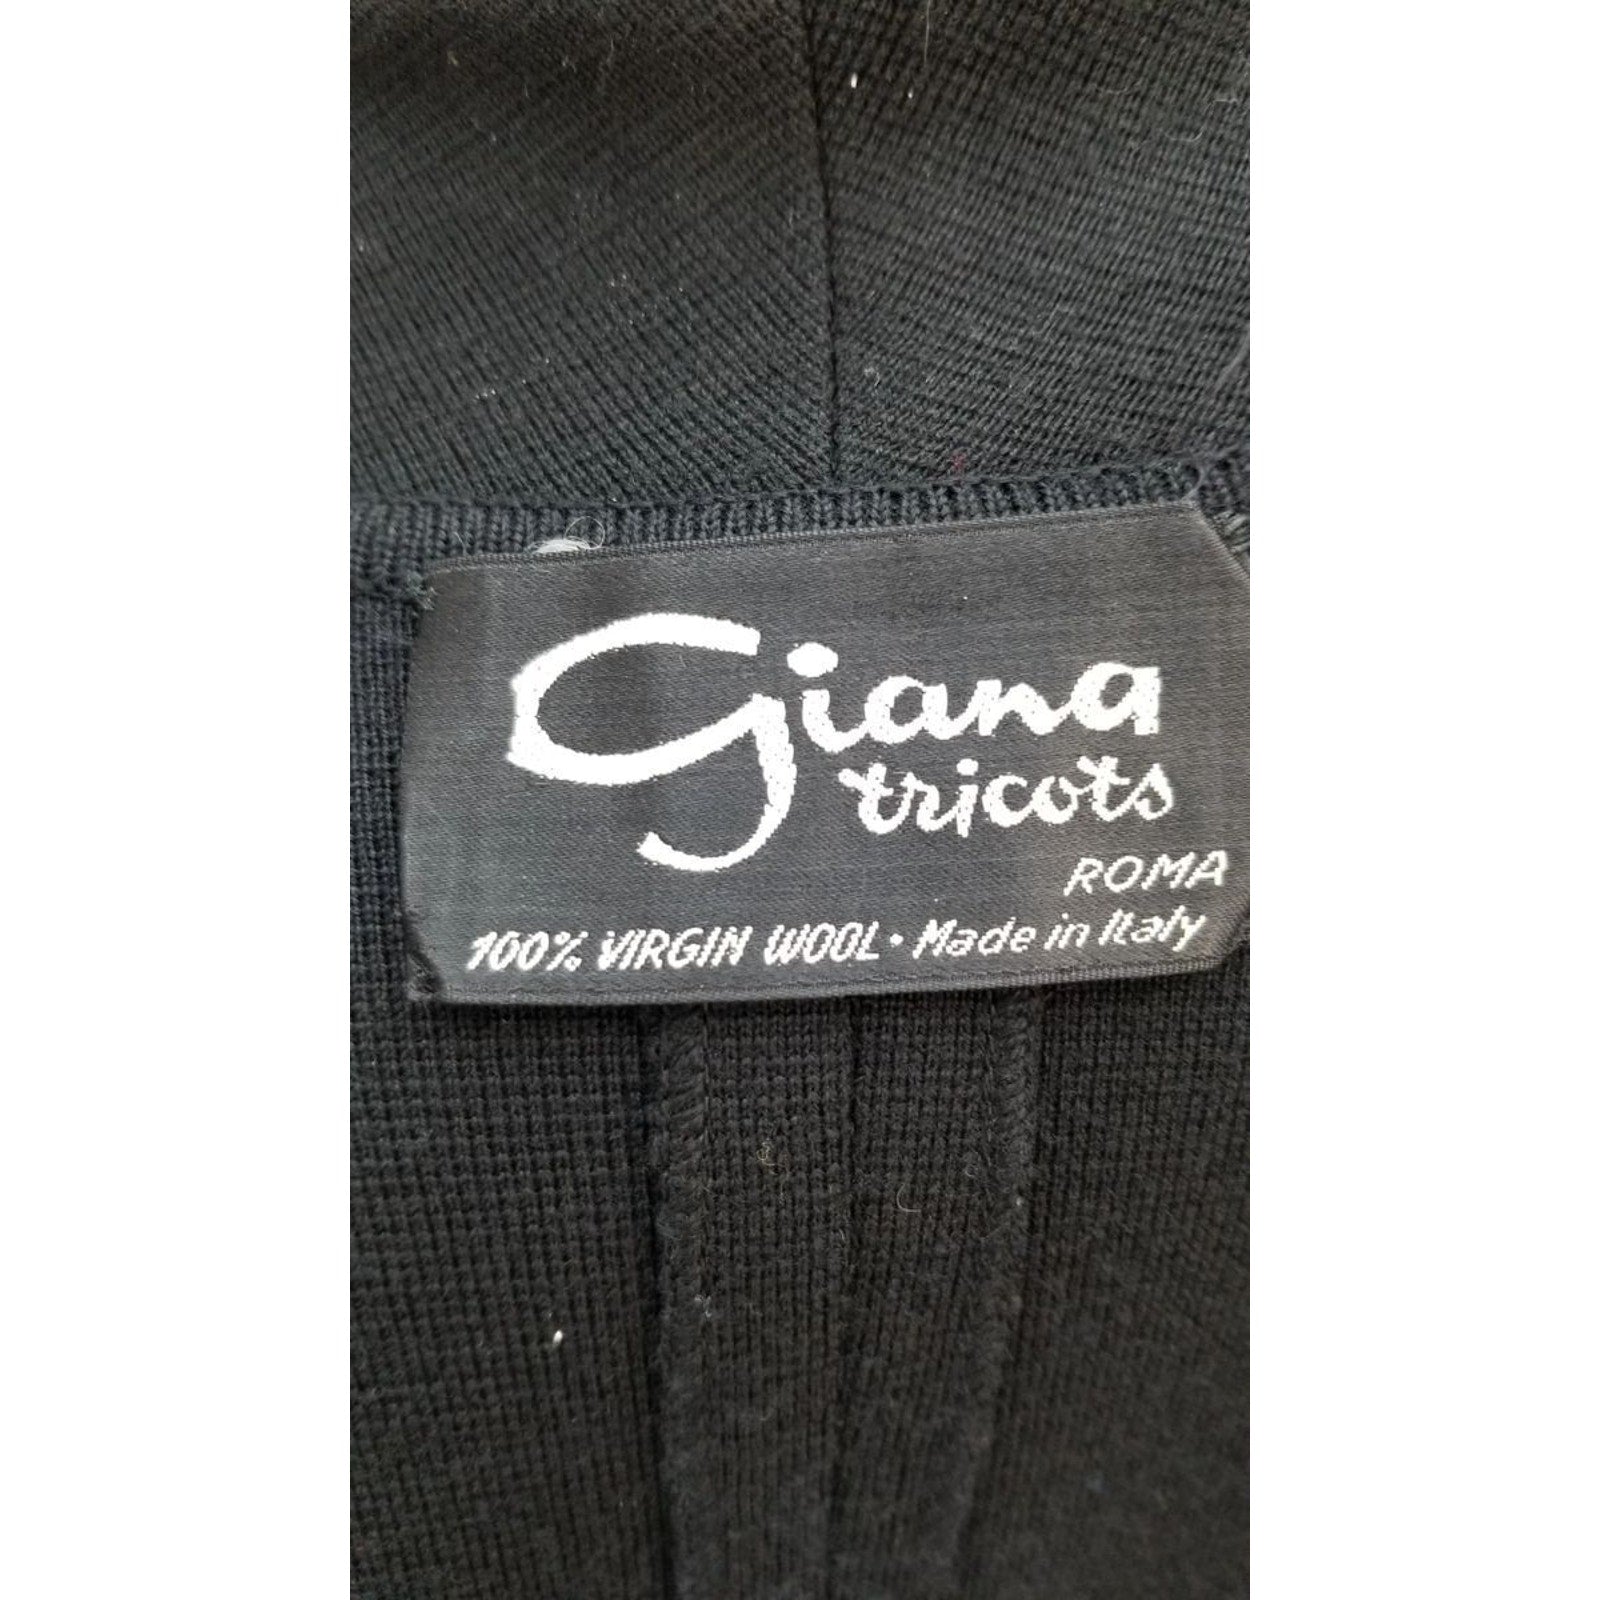 Giana
tricots
ROMA
100% VIRGIN WOOL • Made in Italy